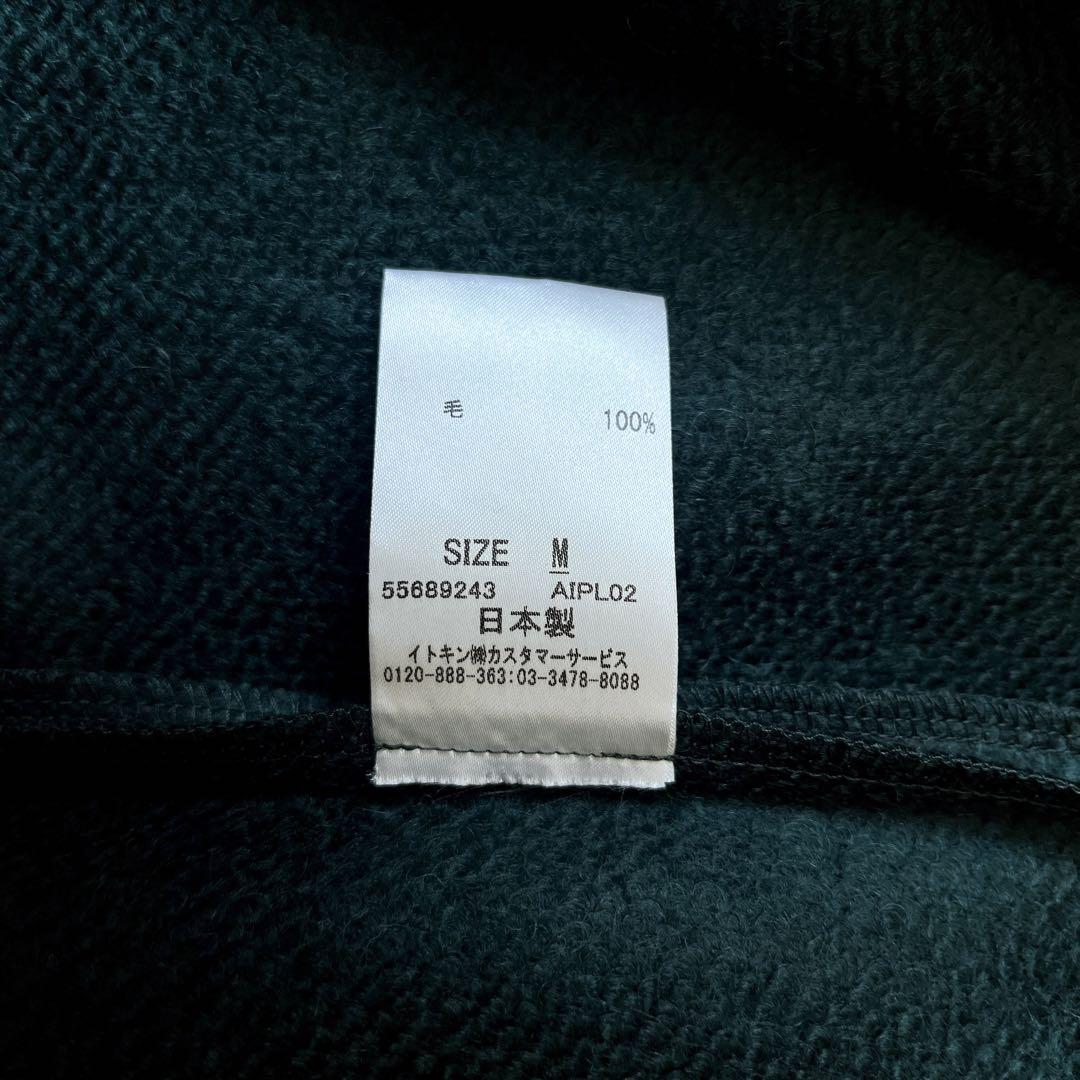 毛 100%
SIZE M
55689243 AIPL02
日本製
イトキン㈱カスタマーサービス
0120-888-363:03-3478-8088